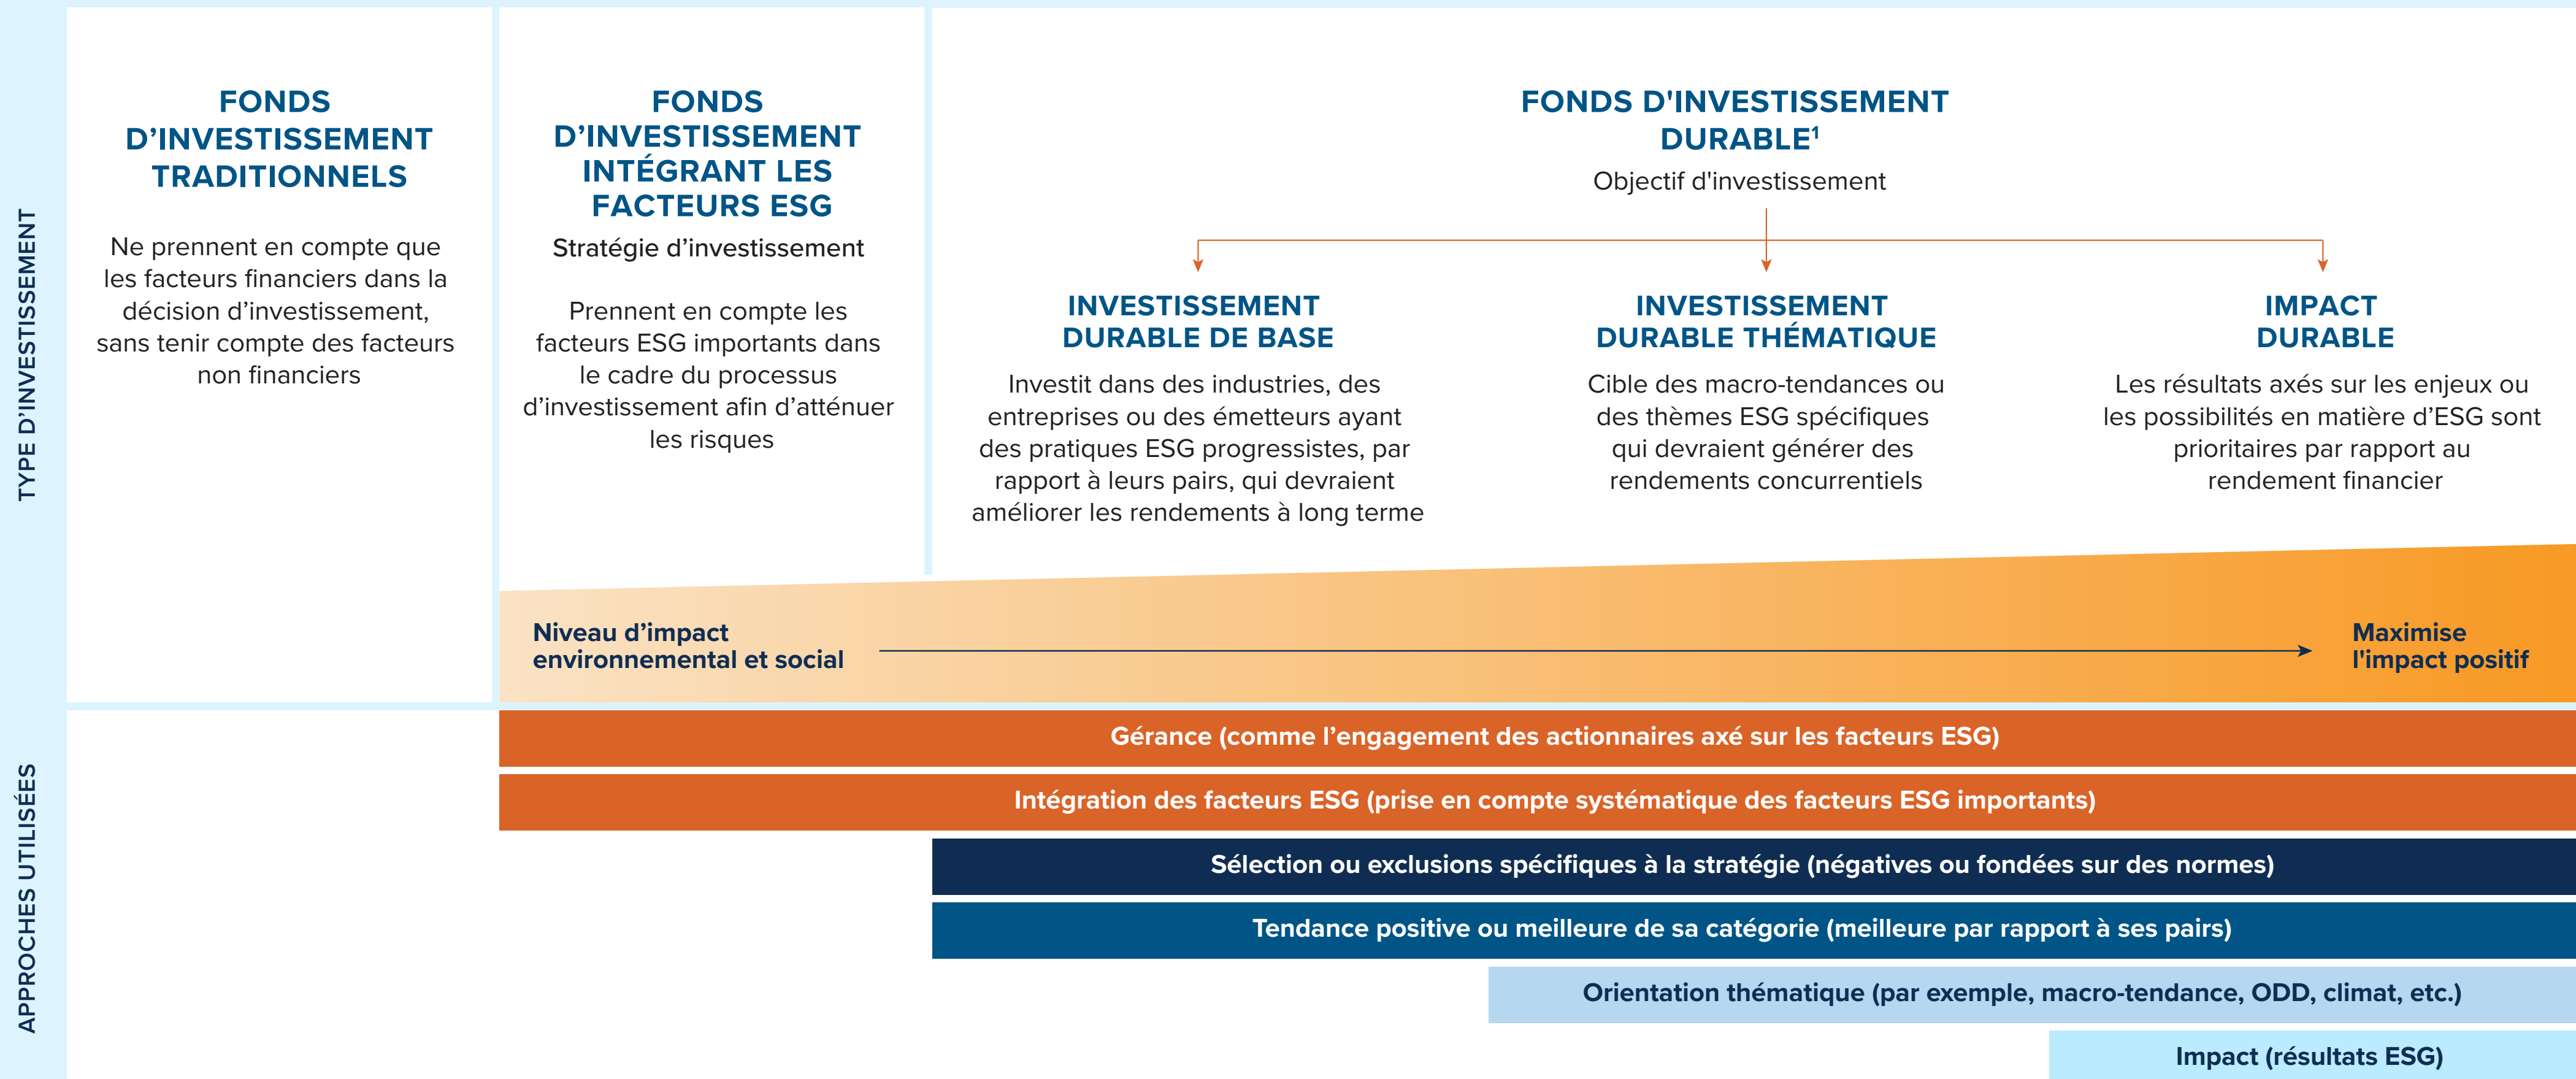 TYPE D’INVESTISSEMENT
FONDS
D’INVESTISSEMENT
TRADITIONNELS
Ne prennent en compte que
les facteurs financiers dans la
décision d’investissement,
sans tenir compte des facteurs
non financiers
FONDS
D’INVESTISSEMENT
INTÉGRANT LES
FACTEURS ESG
Stratégie d’investissement
Prennent en compte les
facteurs ESG importants dans
le cadre du processus
d’investissement afin d’atténuer
les risques
FONDS D'INVESTISSEMENT
DURABLE¹
Objectif d'investissement
INVESTISSEMENT
DURABLE DE BASE
Investit dans des industries, des
entreprises ou des émetteurs ayant
des pratiques ESG progressistes, par
rapport à leurs pairs, qui devraient
améliorer les rendements à long terme
INVESTISSEMENT
DURABLE THÉMATIQUE
Cible des macro-tendances ou
des thèmes ESG spécifiques
qui devraient générer des
rendements concurrentiels
IMPACT
DURABLE
Les résultats axés sur les enjeux ou
les possibilités en matière d’ESG sont
prioritaires par rapport au
rendement financier
Niveau d’impact
environnemental et social
Maximise
l'impact positif
APPROCHES UTILISÉES
Gérance (comme l’engagement des actionnaires axé sur les facteurs ESG)
Intégration des facteurs ESG (prise en compte systématique des facteurs ESG importants)
Sélection ou exclusions spécifiques à la stratégie (négatives ou fondées sur des normes)
Tendance positive ou meilleure de sa catégorie (meilleure par rapport à ses pairs)
Orientation thématique (par exemple, macro-tendance, ODD, climat, etc.)
Impact (résultats ESG)